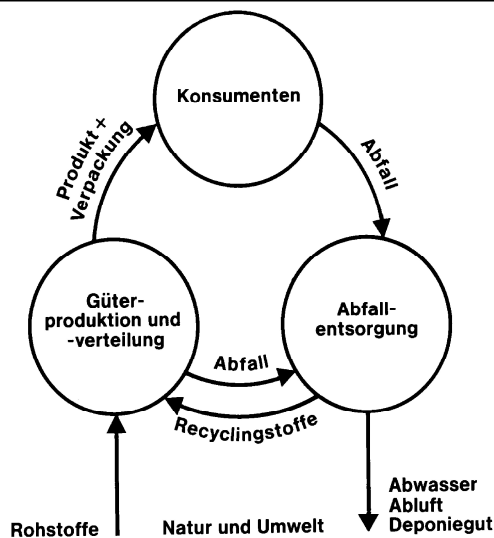 Konsumenten
Produkt +
Verpackung
Abfall
Güter-
produktion und
-verteilung
Abfall-
entsorgung
Abfall
Recyclingstoffe
Rohstoffe
Natur und Umwelt
Abwasser
Abluft
Deponiegut